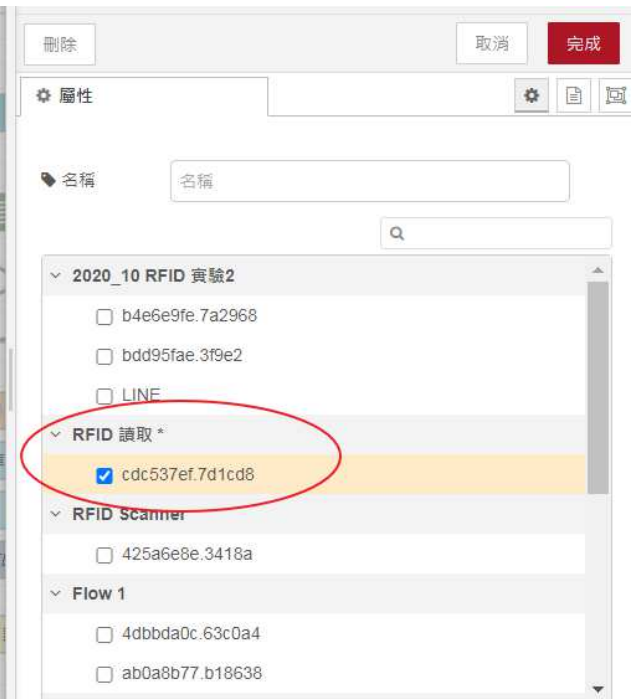 刪除
取消
完成
屬性
名稱
名稱
2020_10 RFID 實驗2
b4e6e9fe.7a2968
bdd95fae.3f9e2
LINE
RFID 讀取 *
cdc537ef.7d1cd8
RFID Scanner
425a6e8e.3418a
Flow 1
4dbbda0c.63c0a4
ab0a8b77.b18638